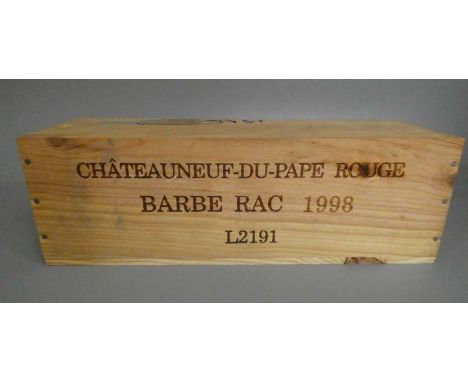 CHÂTEAUNEUF-DU-PAPE ROUGE
BARBE RAC 1998
L2191